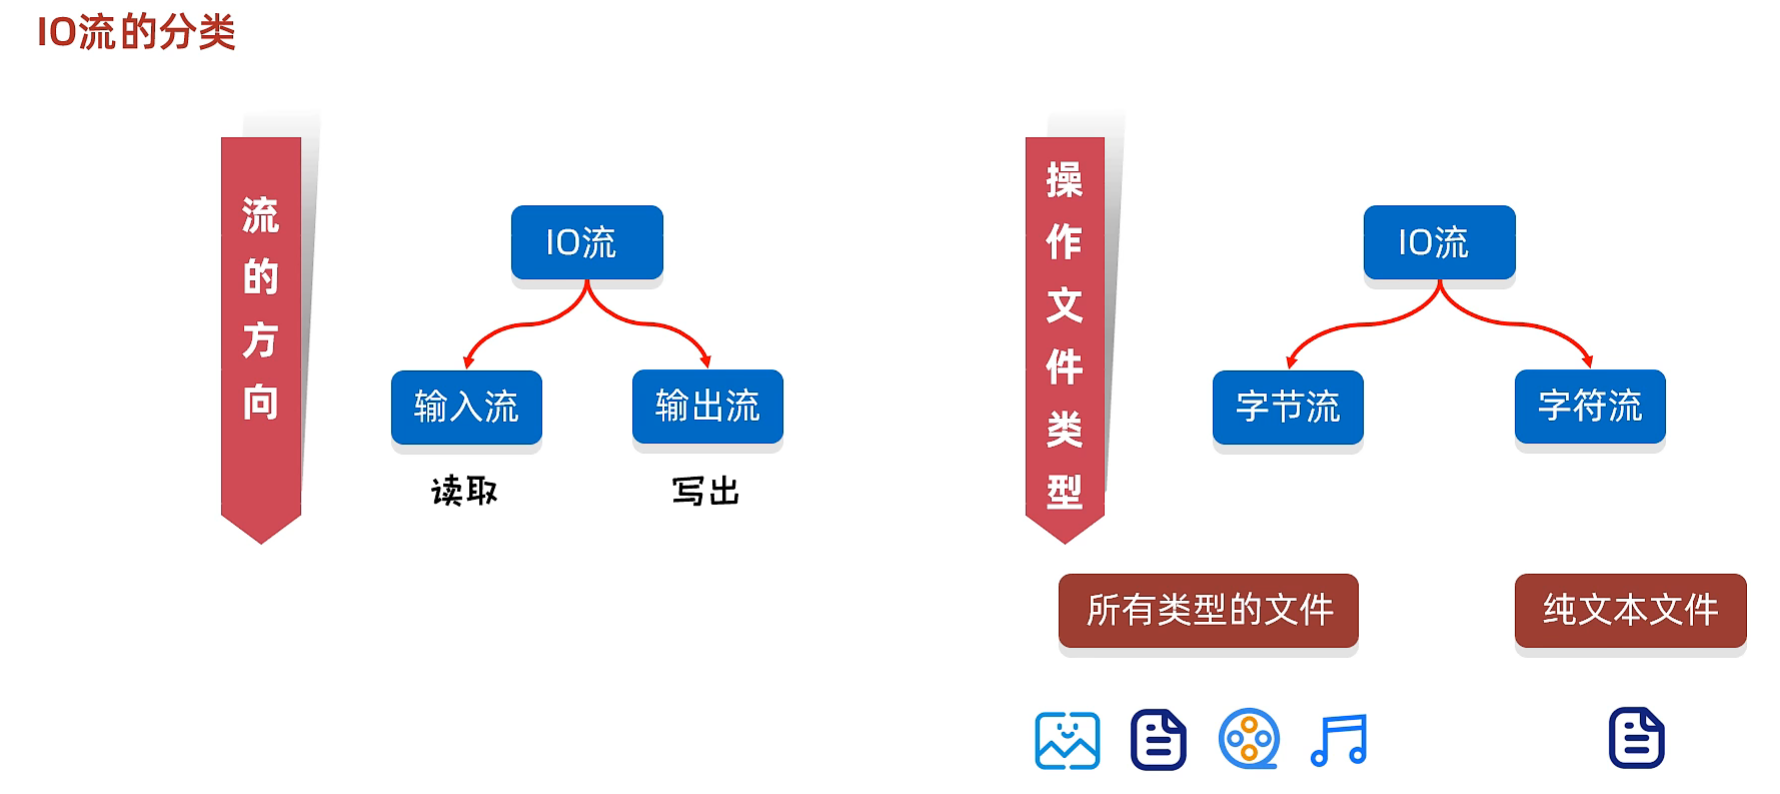 IO流的分类
流的方向
IO流
输入流
输出流
读取
写出
操作文件类型
IO流
字节流
字符流
所有类型的文件
纯文本文件